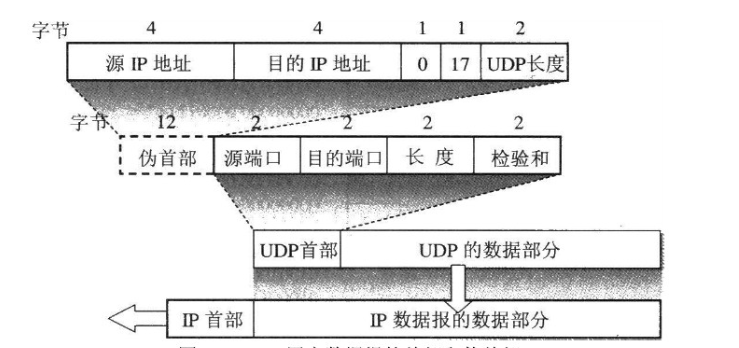 字节 4 4 1 1 2
源 IP 地址 目的 IP 地址 0 17 UDP长度
字节 12 2 2 2 2
伪首部 源端口 目的端口 长 度 检验和
UDP首部 UDP 的数据部分
IP 首部 IP 数据报的数据部分